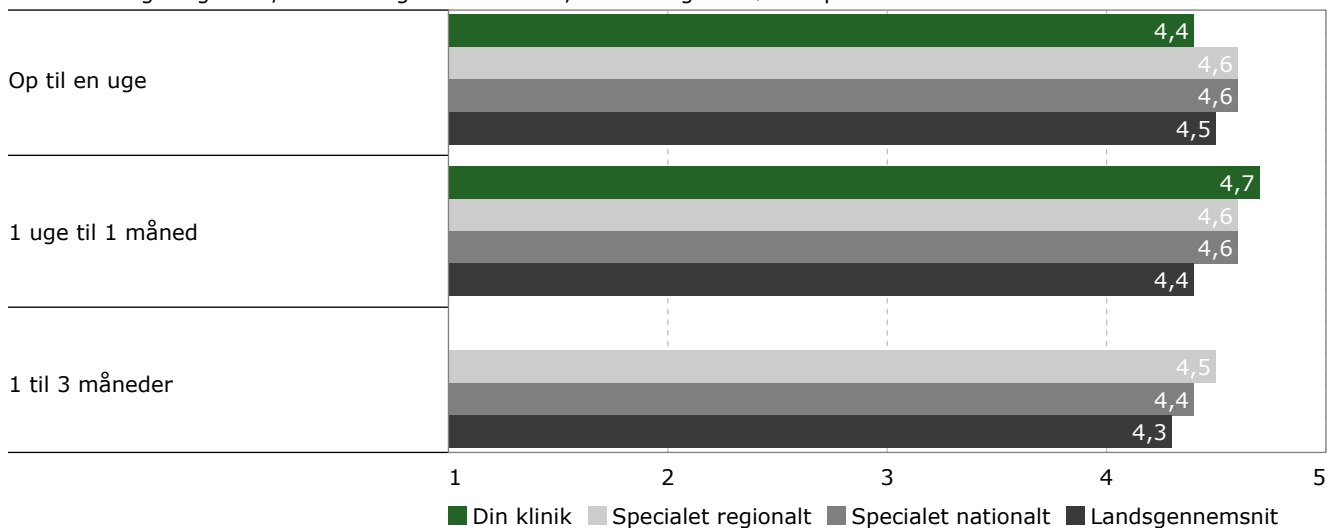 4,4
Op til en uge
4,6
4,6
4,5
4,7
1 uge til 1 måned
4,6
4,6
4,4
1 til 3 måneder
4,5
4,4
4,3
1 2 3 4 5
Din klinik Specialet regionalt Specialet nationalt Landsgennemsnit